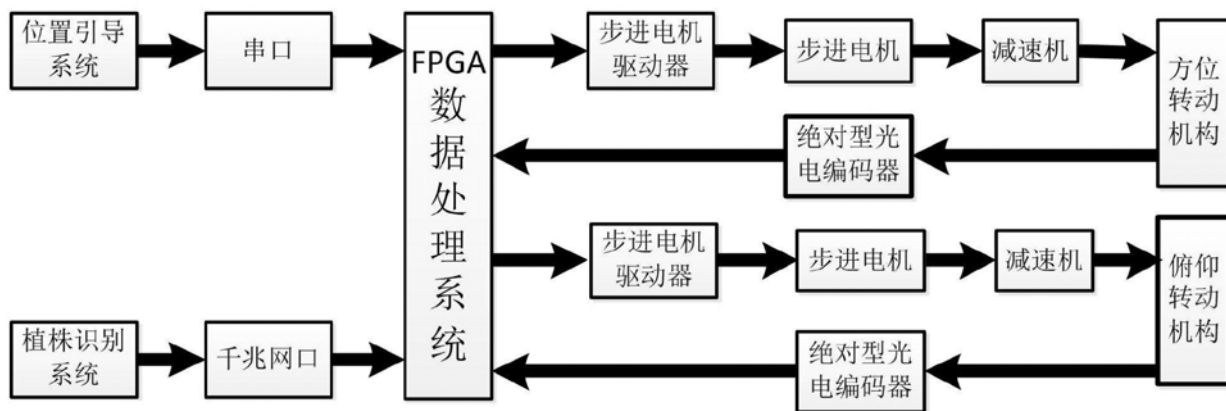 位置引导
系统
串口
FPGA
数
据
处
理
系
统
步进电机
驱动器
步进电机
减速机
方位
转动
机构
绝对型光
电编码器
步进电机
驱动器
步进电机
减速机
俯仰
转动
机构
绝对型光
电编码器
植株识别
系统
千兆网口